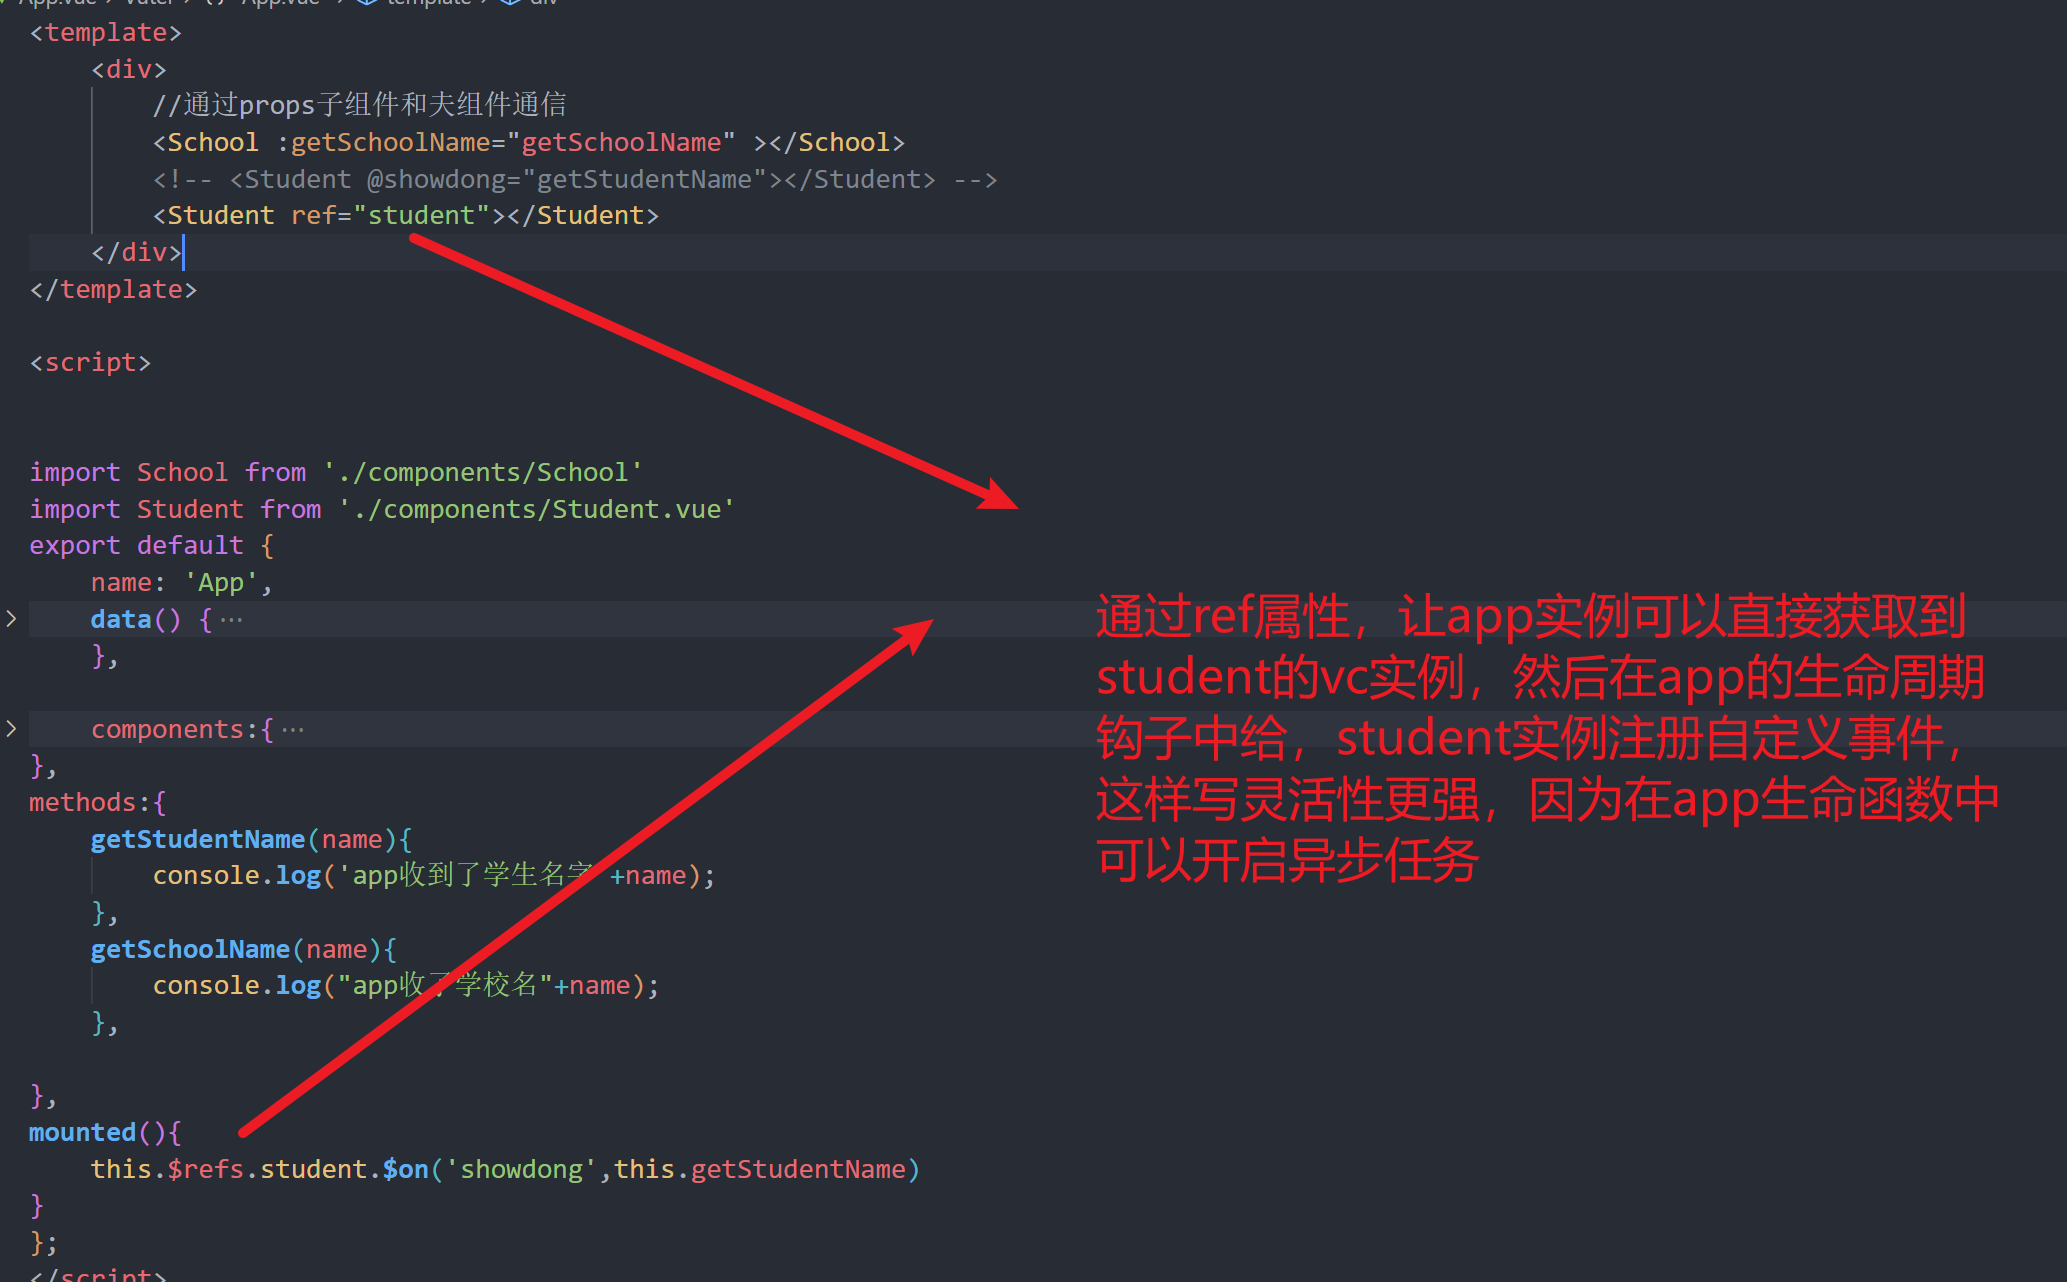 <template>
<div>
//通过props子组件和夫组件通信
<School :getSchoolName="getSchoolName" ></School>
<!-- <Student @showdong="getStudentName"></Student> -->
<Student ref="student"></Student>
</div>
</template>
<script>
import School from './components/School'
import Student from './components/Student.vue'
export default {
name: 'App',
data() {···
},
components:{···
},
methods:{
getStudentName(name){
console.log('app收到了学生名字 +name);
},
getSchoolName(name){
console.log("app收了学校名"+name);
},
},
mounted(){
this.$refs.student.$on('showdong',this.getStudentName)
}
};
</script>
通过ref属性，让app实例可以直接获取到
student的vc实例，然后在app的生命周期
钩子中给，student实例注册自定义事件，
这样写灵活性更强，因为在app生命函数中
可以开启异步任务